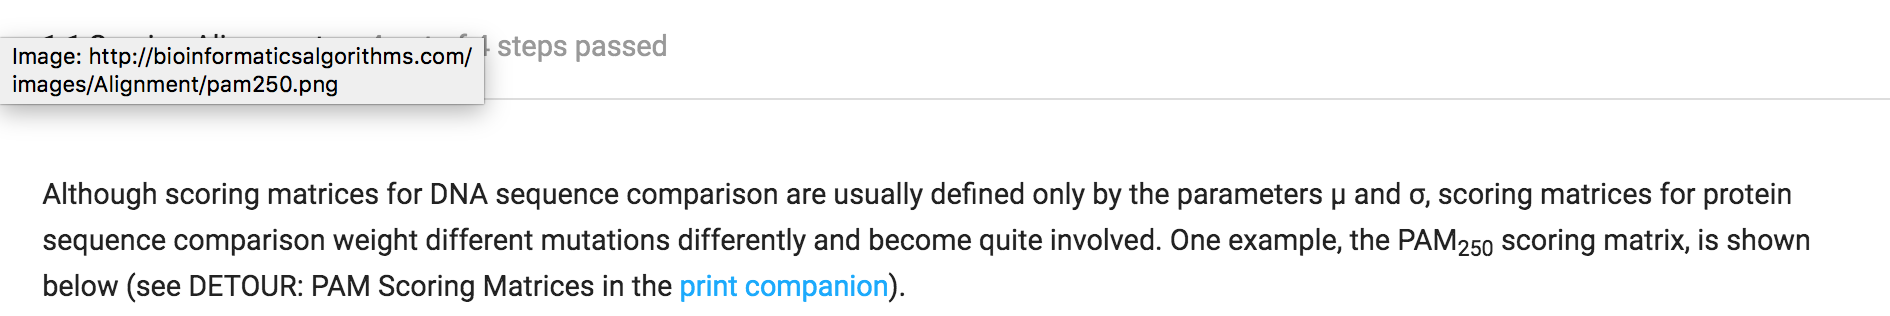 Image: http://bioinformaticsalgorithms.com/
images/Alignment/pam250.png
4 steps passed
Although scoring matrices for DNA sequence comparison are usually defined only by the parameters μ and σ, scoring matrices for protein
sequence comparison weight different mutations differently and become quite involved. One example, the PAM250 scoring matrix, is shown
below (see DETOUR: PAM Scoring Matrices in the print companion).